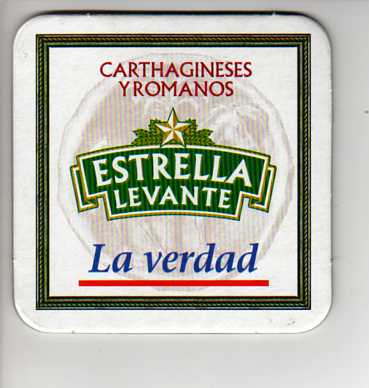 CARTHAGINESES
Y ROMANOS
ESTRELLA
LEVANTE
La verdad